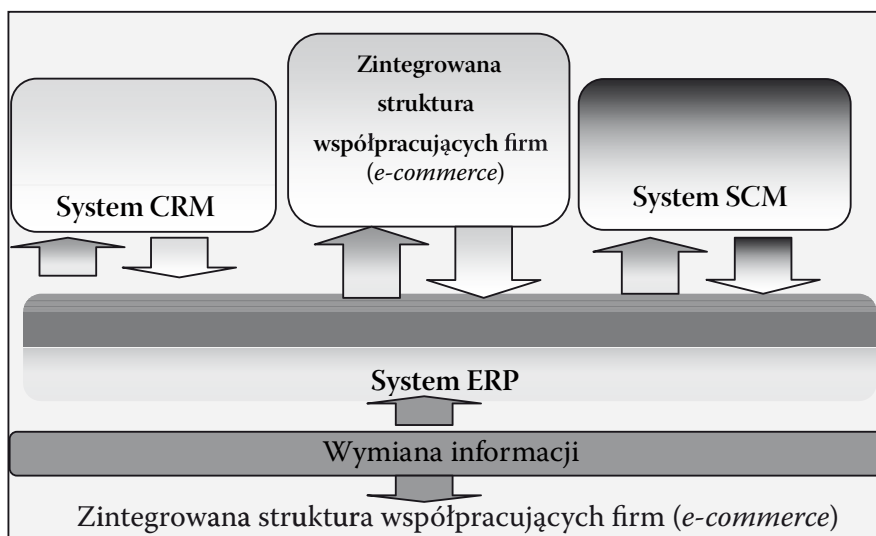 Zintegrowana
struktura
współpracujących firm
(e-commerce)
System CRM
System SCM
System ERP
Wymiana informacji
Zintegrowana struktura współpracujących firm (e-commerce)